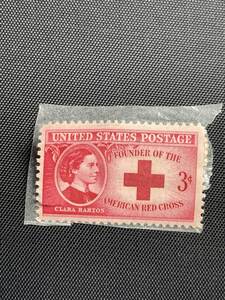 UNITED STATES POSTAGE
FOUNDER OF THE
3¢
AMERICAN RED CROSS
CLARA BARTON